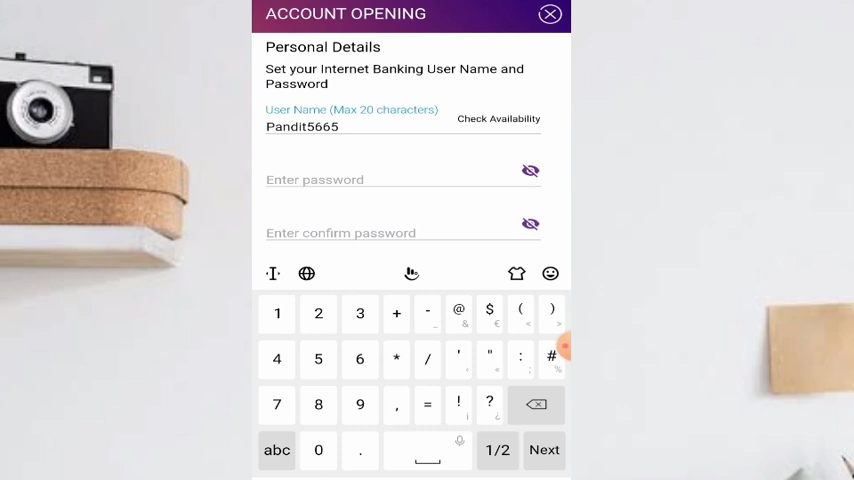 ACCOUNT OPENING
Personal Details
Set your Internet Banking User Name and
Password
User Name (Max 20 characters)
Check Availability
Pandit5665
Enter password
Enter confirm password
1 2 3 + - _ @ & $ € ( < ) >
4 5 6 * / ' ‹ " « : ; # %
7 8 9 , = ! ¡ ? ¿
abc 0 . 1/2 Next